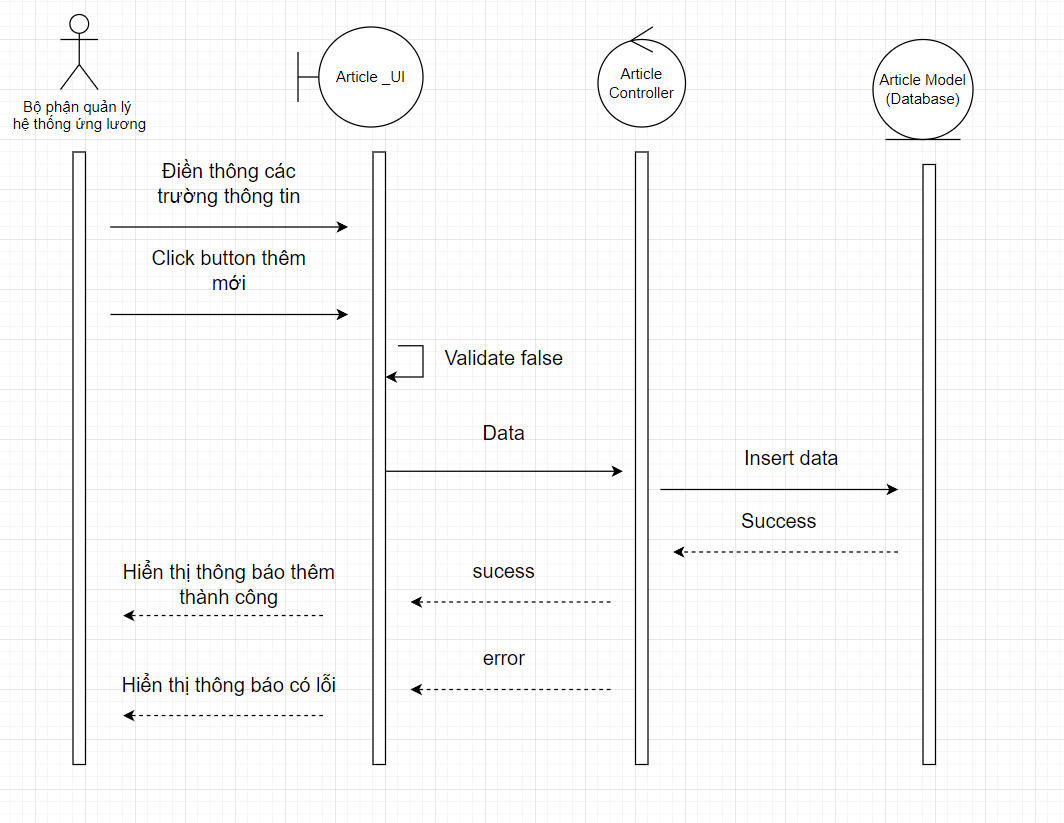 Bộ phận quản lý
hệ thống ứng lương
Article _UI
Article
Controller
Article Model
(Database)
Điền thông các
trường thông tin
Click button thêm
mới
Validate false
Data
Insert data
Success
Hiển thị thông báo thêm
thành công
sucess
error
Hiển thị thông báo có lỗi